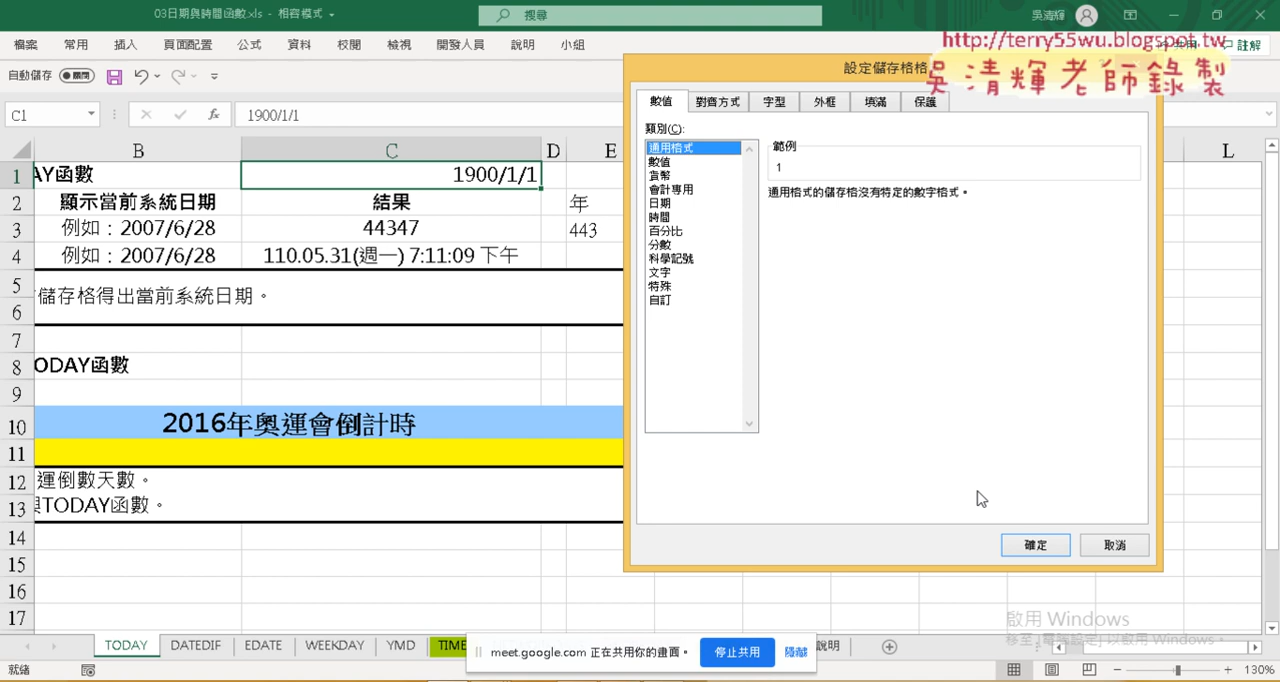 03日期與時間函數.xls - 相容模式
搜尋
吳清輝
檔案 常用 插入 頁面配置 公式 資料 校閱 檢視 開發人員 說明 小組
註解
http://terry55wu.blogspot.tw
吳清輝老師錄製
自動儲存 關閉
C1 fx 1900/1/1
B C D E L
1 AY函數 1900/1/1
2 顯示當前系統日期 結果 年
3 例如：2007/6/28 44347 443
4 例如：2007/6/28 110.05.31(週一) 7:11:09 下午
5 儲存格得出當前系統日期。
6
7
8 ODAY函數
9
10 2016年奧運會倒計時
11
12 運倒數天數。
13 TODAY函數。
14
15
16
17
設定儲存格格
數值 對齊方式 字型 外框 填滿 保護
類別(C):
通用格式
數值
貨幣
會計專用
日期
時間
百分比
分數
科學記號
文字
特殊
自訂
範例
1
通用格式的儲存格沒有特定的數字格式。
確定 取消
啟用 Windows
移至 [電腦設定] 以啟用 Windows。
TODAY DATEDIF EDATE WEEKDAY YMD TIME 說明
meet.google.com 正在共用你的畫面。 停止共用 隱藏
就緒 130%